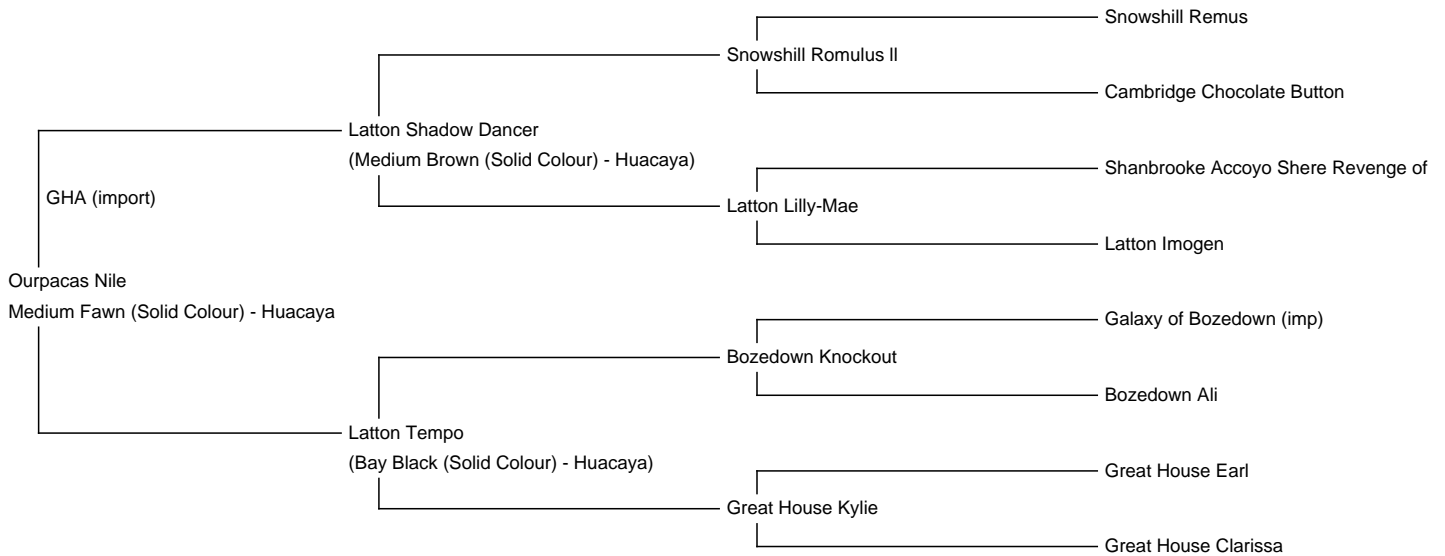 Snowshill Remus
Snowshill Romulus ll
Cambridge Chocolate Button
Latton Shadow Dancer
(Medium Brown (Solid Colour) - Huacaya)
Shanbrooke Accoyo Shere Revenge of
GHA (import)
Latton Lilly-Mae
Latton Imogen
Ourpacas Nile
Medium Fawn (Solid Colour) - Huacaya
Galaxy of Bozedown (imp)
Bozedown Knockout
Bozedown Ali
Latton Tempo
(Bay Black (Solid Colour) - Huacaya)
Great House Earl
Great House Kylie
Great House Clarissa